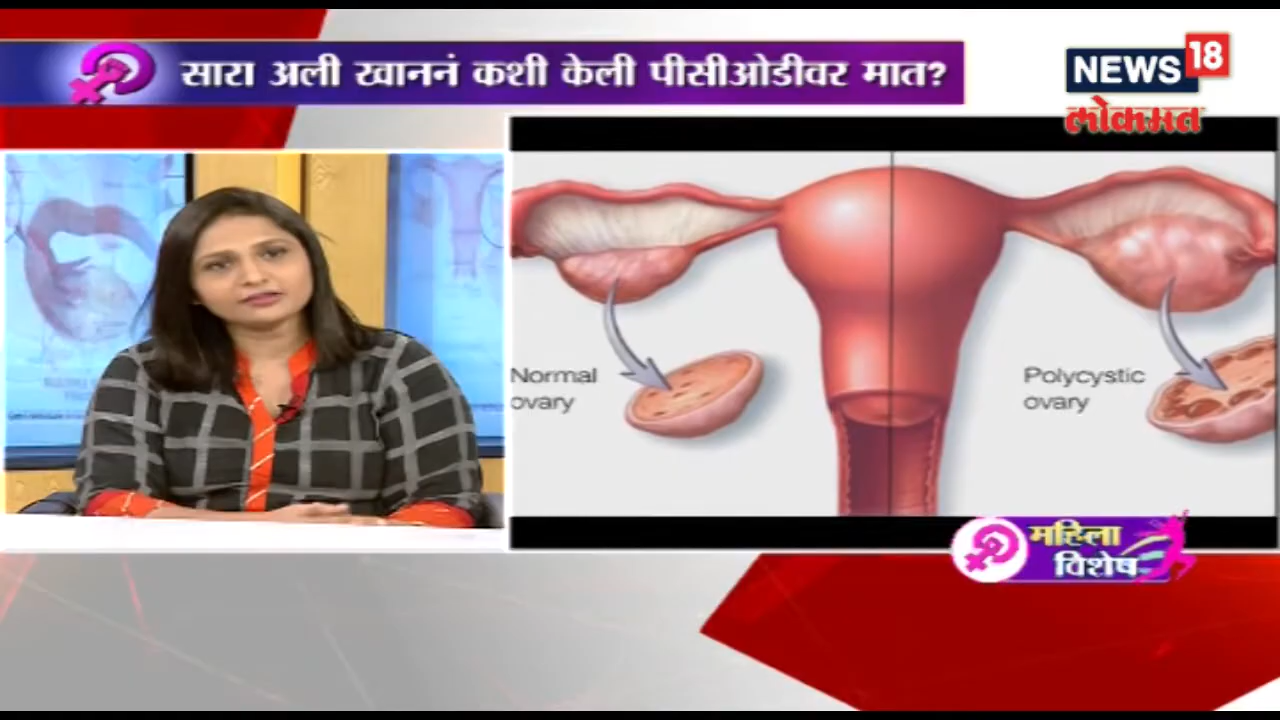 सारा अली खाननं कशी केली पीसीओडीवर मात?
NEWS 18
लोकमत
Normal
ovary
Polycystic
ovary
महिला
विशेष